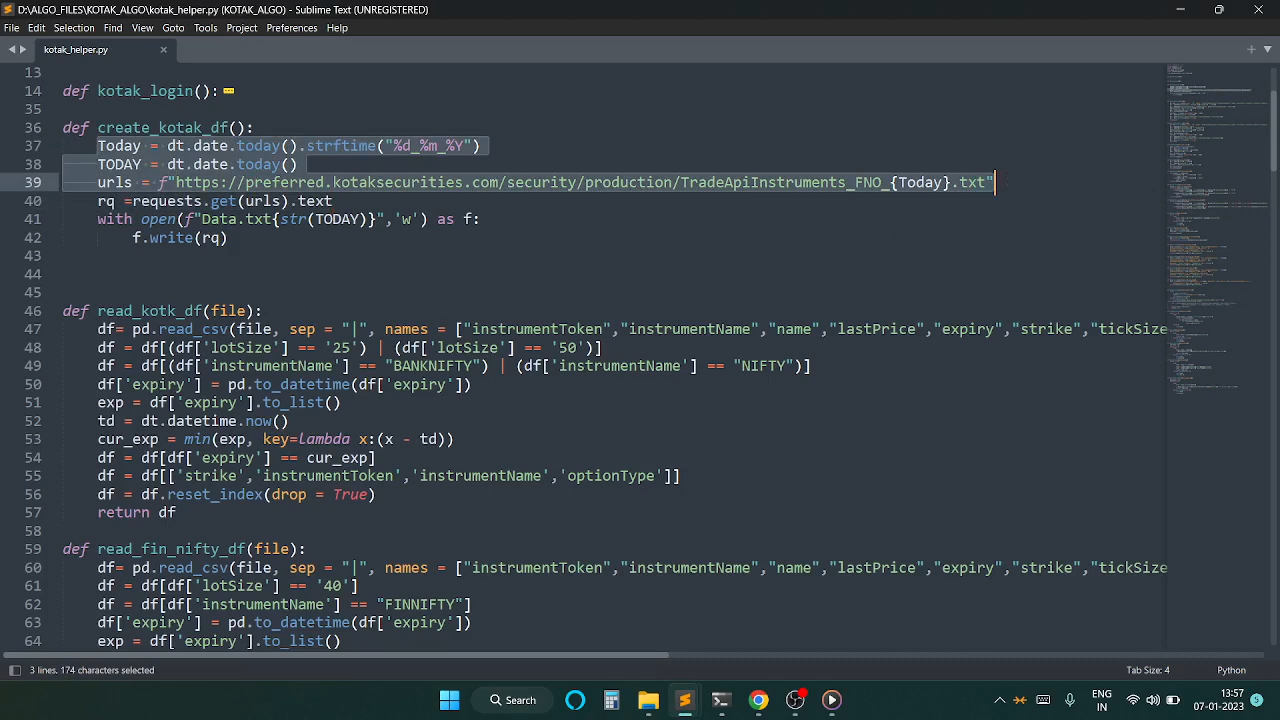 D:\ALGO_FILES\KOTAK_ALGO\kotak_helper.py (KOTAK_ALGO) - Sublime Text (UNREGISTERED)
File Edit Selection Find View Goto Tools Project Preferences Help
kotak_helper.py
13
14 def kotak_login():
35
36 def create_kotak_df():
37 Today = dt.date.today().strftime("%d_%m_%Y")
38 TODAY = dt.date.today()
39 urls = f"https://preferred.kotaksecurities.com/security/production/TradeApiInstruments_FNO_{Today}.txt"
40 rq =requests.get(urls).text
41 with open(f"Data.txt{str(TODAY)}",'w') as f:
42 f.write(rq)
43
44
45
46 def read_kotk_df(file):
47 df= pd.read_csv(file, sep = "|", names = ["instrumentToken","instrumentName","name","lastPrice","expiry","strike","tickSize
48 df = df[(df['lotSize'] == '25') | (df['lotSize'] == '50')]
49 df = df[(df['instrumentName'] == "BANKNIFTY") | (df['instrumentName'] == "NIFTY")]
50 df['expiry'] = pd.to_datetime(df['expiry'])
51 exp = df['expiry'].to_list()
52 td = dt.datetime.now()
53 cur_exp = min(exp, key=lambda x:(x - td))
54 df = df[df['expiry'] == cur_exp]
55 df = df[['strike','instrumentToken','instrumentName','optionType']]
56 df = df.reset_index(drop = True)
57 return df
58
59 def read_fin_nifty_df(file):
60 df= pd.read_csv(file, sep = "|", names = ["instrumentToken","instrumentName","name","lastPrice","expiry","strike","tickSize
61 df = df[df['lotSize'] == '40']
62 df = df[df['instrumentName'] == "FINNIFTY"]
63 df['expiry'] = pd.to_datetime(df['expiry'])
64 exp = df['expiry'].to_list()
3 lines, 174 characters selected
Tab Size: 4
Python
Search
ENG
IN
13:57
07-01-2023
5